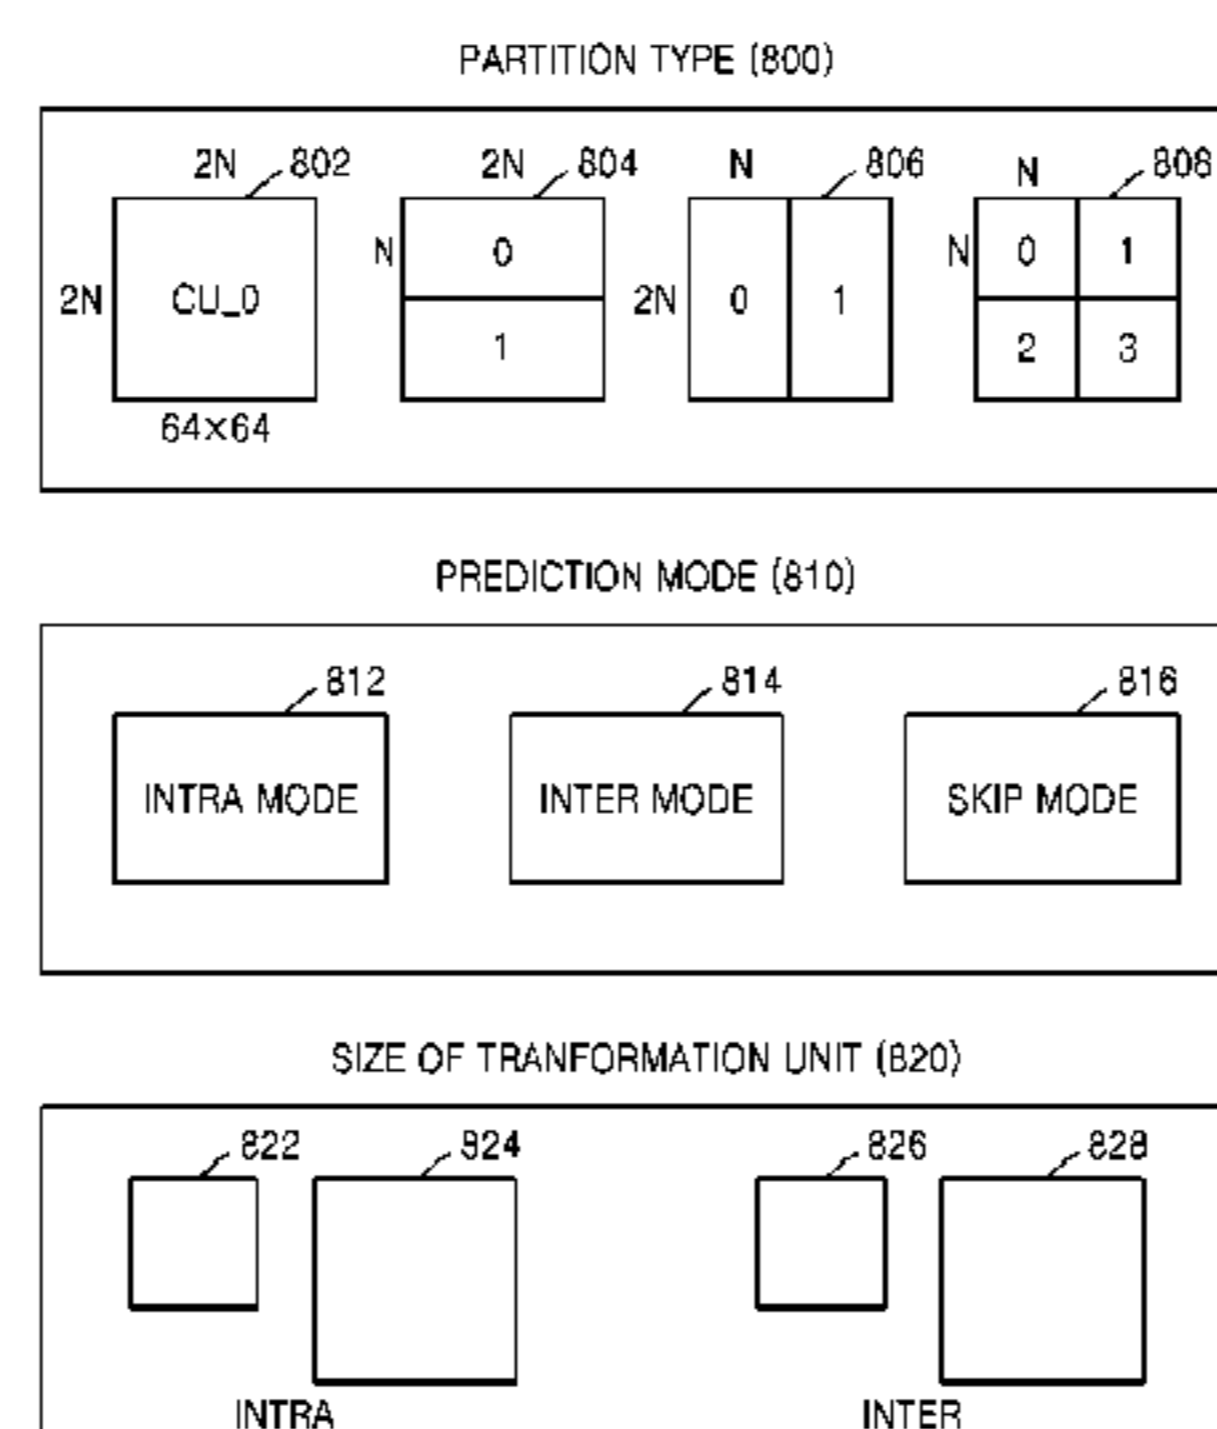 PARTITION TYPE (800)
2N 802 2N 804 N 806 N 808
N 0 N 0 1
2N CU_0 2N 0 1
1 2 3
64×64
PREDICTION MODE (810)
812 814 816
INTRA MODE INTER MODE SKIP MODE
SIZE OF TRANFORMATION UNIT (820)
822 824 826 828
INTRA INTER